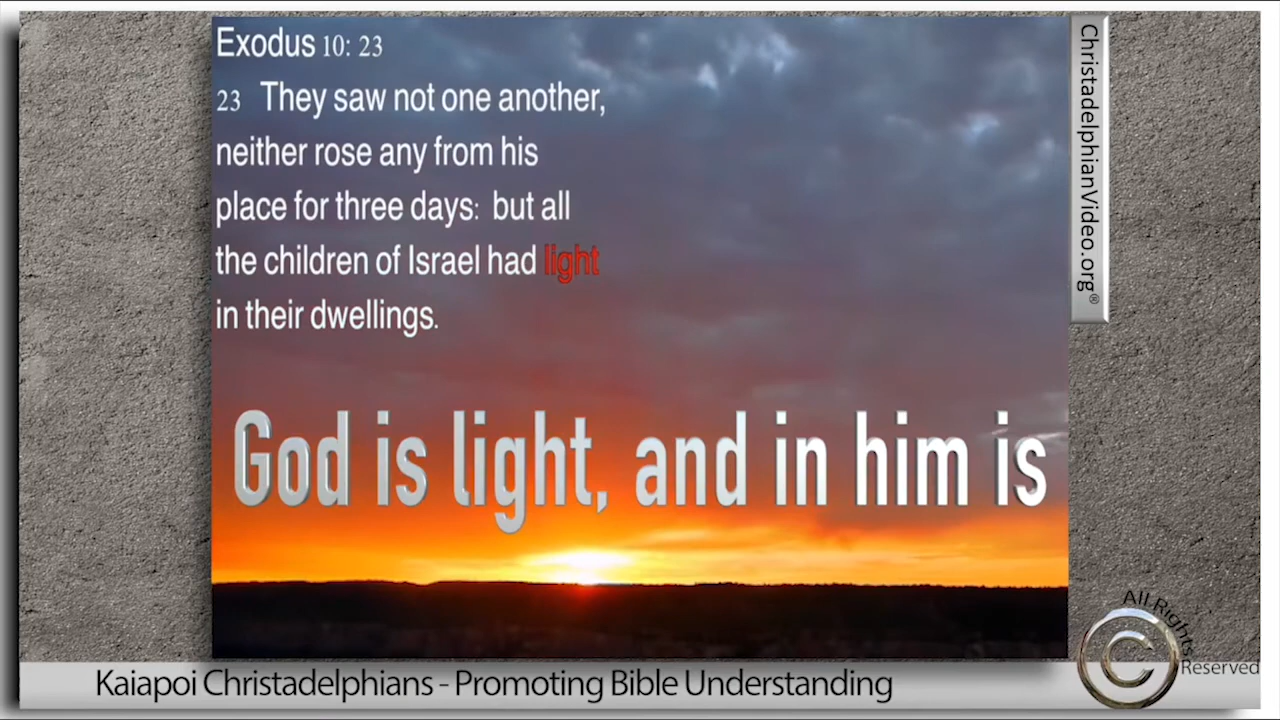 Exodus 10: 23
23 They saw not one another,
neither rose any from his
place for three days: but all
the children of Israel had light
in their dwellings.
God is light, and in him is
ChristadelphianVideo.org®
All Rights
Reserved
Kaiapoi Christadelphians - Promoting Bible Understanding